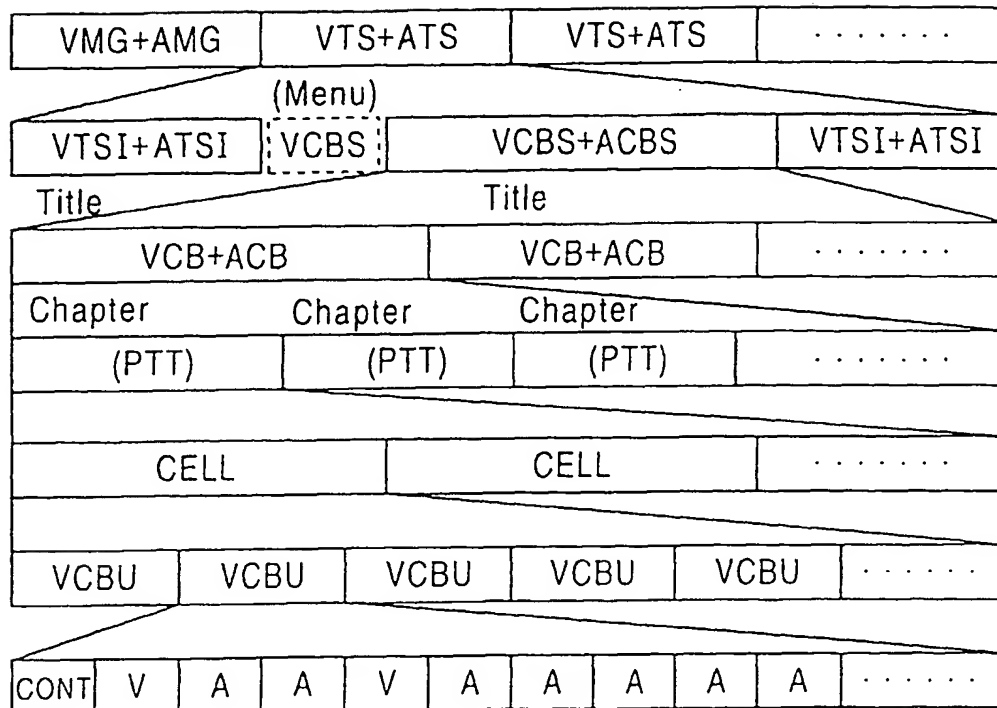 VMG+AMG VTS+ATS VTS+ATS .......
(Menu)
VTSI+ATSI VCBS VCBS+ACBS VTSI+ATSI
Title Title
VCB+ACB VCB+ACB .......
Chapter Chapter Chapter
(PTT) (PTT) (PTT) .......
CELL CELL .......
VCBU VCBU VCBU VCBU VCBU ......
CONT V A A V A A A A A ......